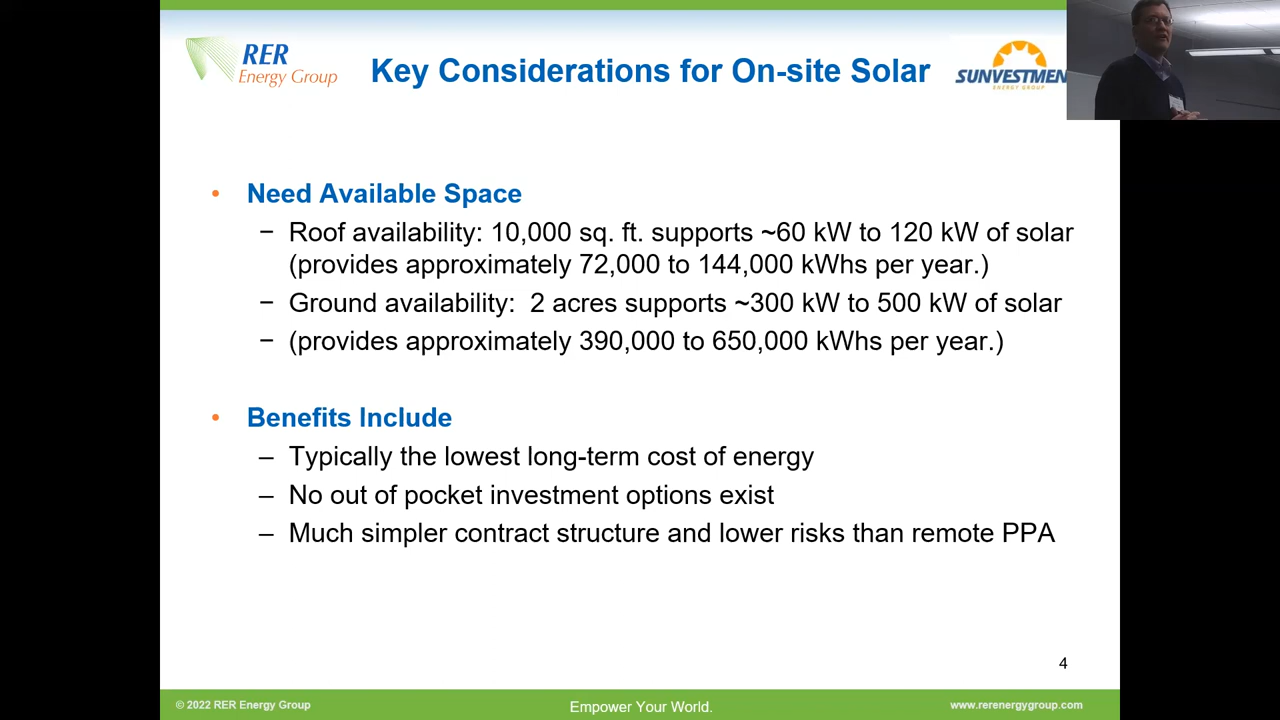 RER
Energy Group
Key Considerations for On-site Solar
SUNVESTMEN
ENERGY GROUP
• Need Available Space
− Roof availability: 10,000 sq. ft. supports ~60 kW to 120 kW of solar
(provides approximately 72,000 to 144,000 kWhs per year.)
− Ground availability:  2 acres supports ~300 kW to 500 kW of solar
− (provides approximately 390,000 to 650,000 kWhs per year.)
• Benefits Include
– Typically the lowest long-term cost of energy
– No out of pocket investment options exist
– Much simpler contract structure and lower risks than remote PPA
4
© 2022 RER Energy Group
Empower Your World.
www.rerenergygroup.com